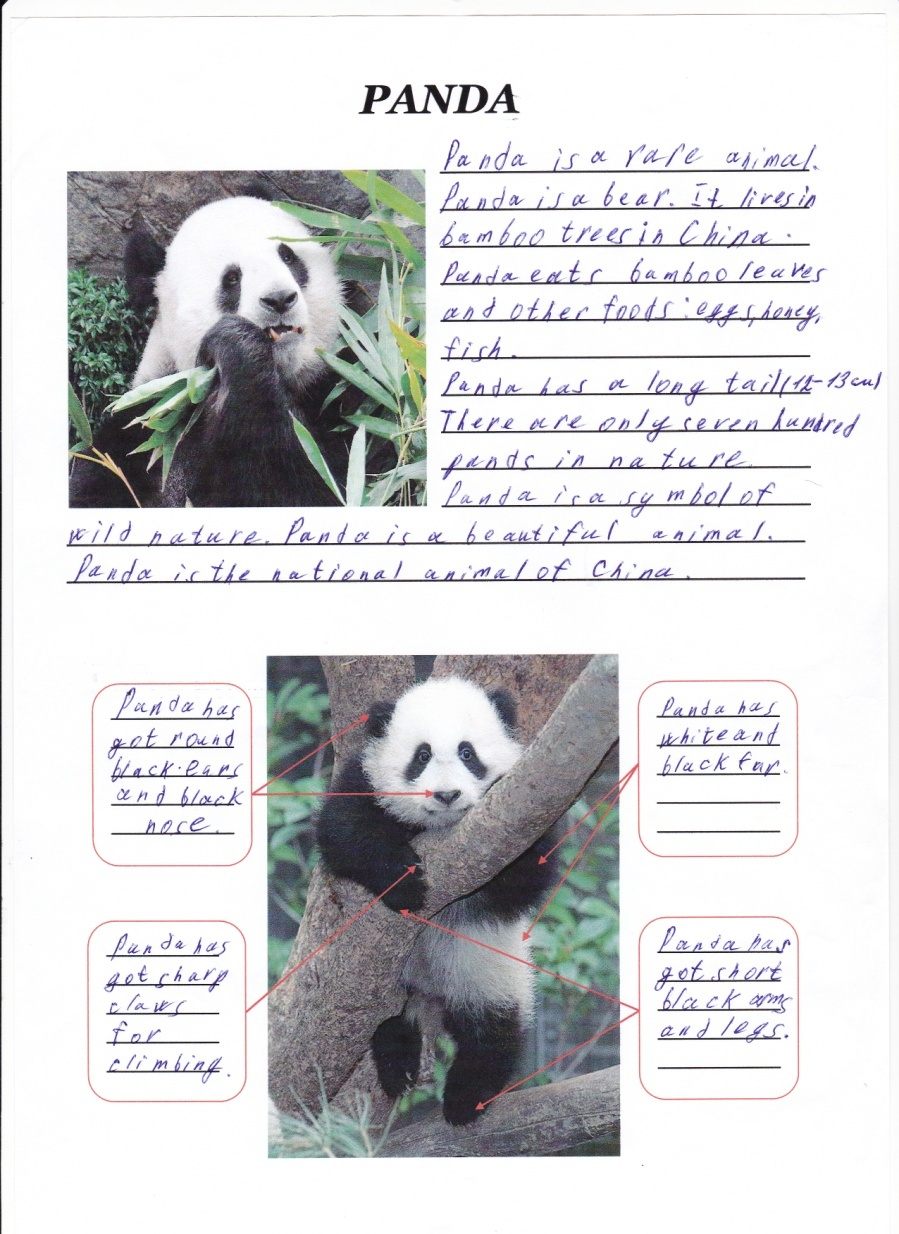 PANDA
Panda is a rare animal.
Panda is a bear. It lives in
bamboo trees in China.
Panda eats bamboo leaves
and other foods: eggs, honey,
fish.
Panda has a long tail (12-13 cm)
There are only seven hundred
pands in nature.
Panda is a symbol of
wild nature. Panda is a beautiful animal.
Panda is the national animal of China.
Panda has
got round
black ears
and black
nose.
Panda has
white and
black fur.
Panda has
got sharp
claws
for
climbing.
Panda has
got short
black arms
and legs.